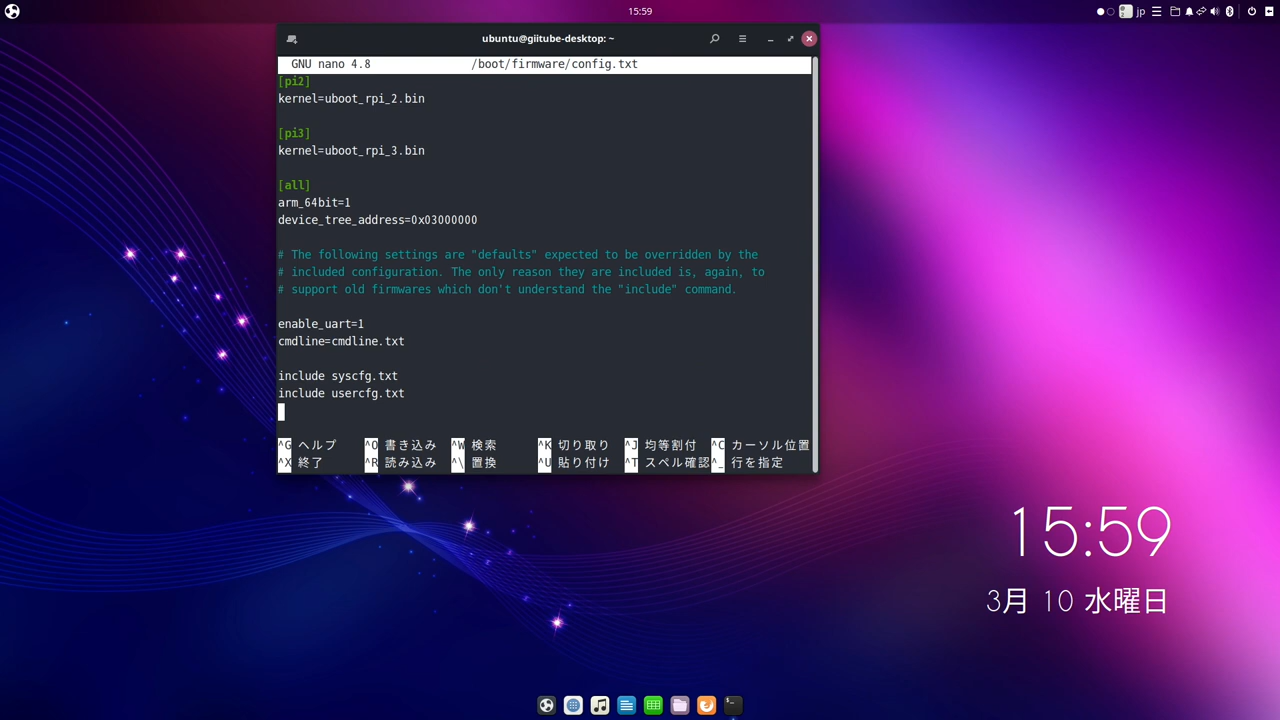 15:59
jp
ubuntu@giitube-desktop: ~
GNU nano 4.8 /boot/firmware/config.txt
[pi2]
kernel=uboot_rpi_2.bin
[pi3]
kernel=uboot_rpi_3.bin
[all]
arm_64bit=1
device_tree_address=0x03000000
# The following settings are "defaults" expected to be overridden by the
# included configuration. The only reason they are included is, again, to
# support old firmwares which don't understand the "include" command.
enable_uart=1
cmdline=cmdline.txt
include syscfg.txt
include usercfg.txt
^G ヘルプ ^O 書き込み ^W 検索 ^K 切り取り ^J 均等割付 ^C カーソル位置
^X 終了 ^R 読み込み ^\ 置換 ^U 貼り付け ^T スペル確認 ^_ 行を指定
15:59
3月 10 水曜日